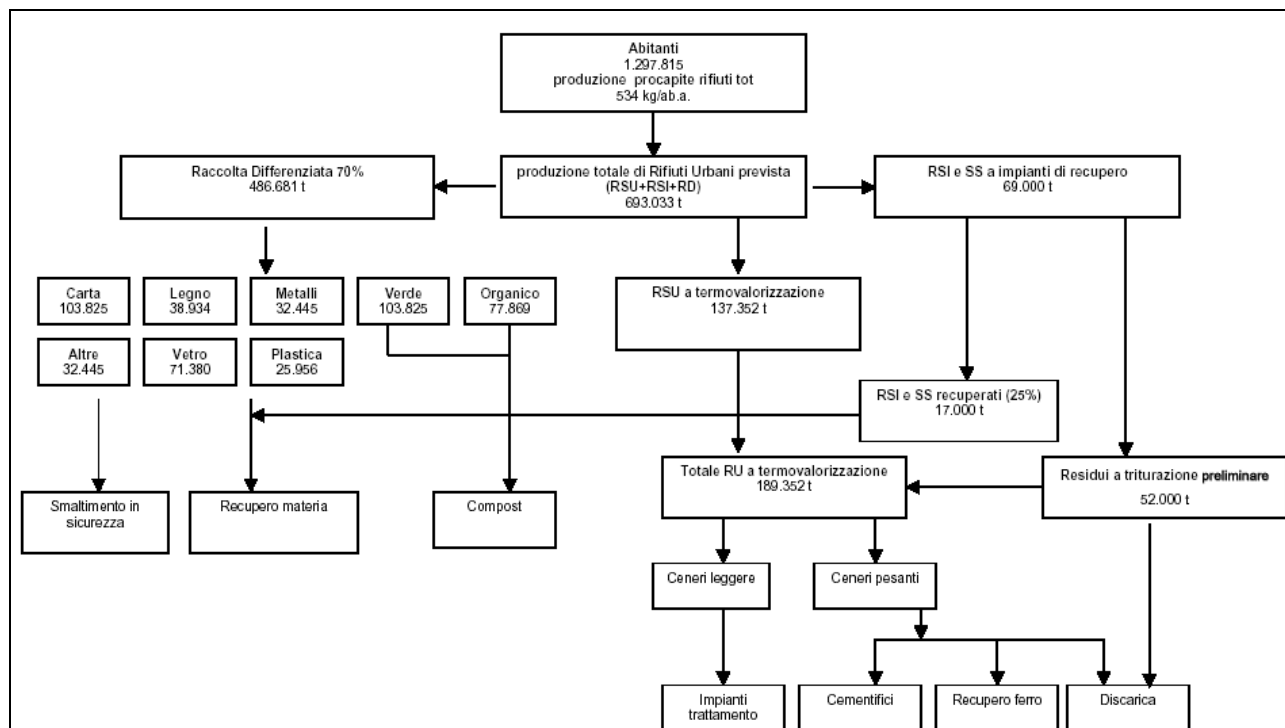 Abitanti
1.297.815
produzione procapite rifiuti tot
534 kg/ab.a.
Raccolta Differenziata 70%
486.681 t
produzione totale di Rifiuti Urbani prevista
(RSU+RSI+RD)
693.033 t
RSI e SS a impianti di recupero
69.000 t
Carta
103.825
Legno
38.934
Metalli
32.445
Verde
103.825
Organico
77.869
RSU a termovalorizzazione
137.352 t
Altre
32.445
Vetro
71.380
Plastica
25.956
RSI e SS recuperati (25%)
17.000 t
Totale RU a termovalorizzazione
189.352 t
Residui a triturazione preliminare
52.000 t
Smaltimento in
sicurezza
Recupero materia
Compost
Ceneri leggere
Ceneri pesanti
Impianti
trattamento
Cementifici
Recupero ferro
Discarica